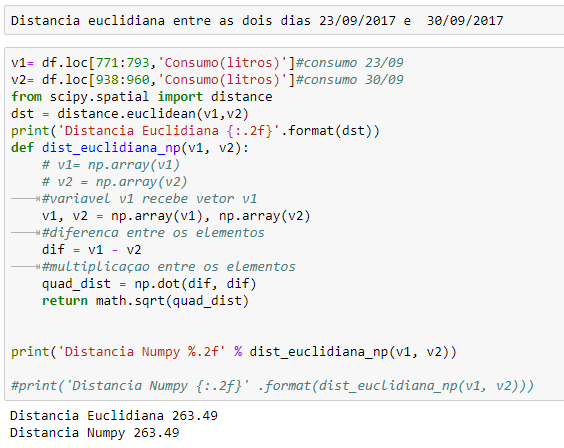 Distancia euclidiana entre as dois dias 23/09/2017 e  30/09/2017
v1= df.loc[771:793,'Consumo(litros)']#consumo 23/09
v2= df.loc[938:960,'Consumo(litros)']#consumo 30/09
from scipy.spatial import distance
dst = distance.euclidean(v1,v2)
print('Distancia Euclidiana {:.2f}'.format(dst))
def dist_euclidiana_np(v1, v2):
    # v1= np.array(v1)
    # v2 = np.array(v2)
    #variavel v1 recebe vetor v1
    v1, v2 = np.array(v1), np.array(v2)
    #diferenca entre os elementos
    dif = v1 - v2
    #multiplicaçao entre os elementos
    quad_dist = np.dot(dif, dif)
    return math.sqrt(quad_dist)
print('Distancia Numpy %.2f' % dist_euclidiana_np(v1, v2))
#print('Distancia Numpy {:.2f}' .format(dist_euclidiana_np(v1, v2)))
Distancia Euclidiana 263.49
Distancia Numpy 263.49